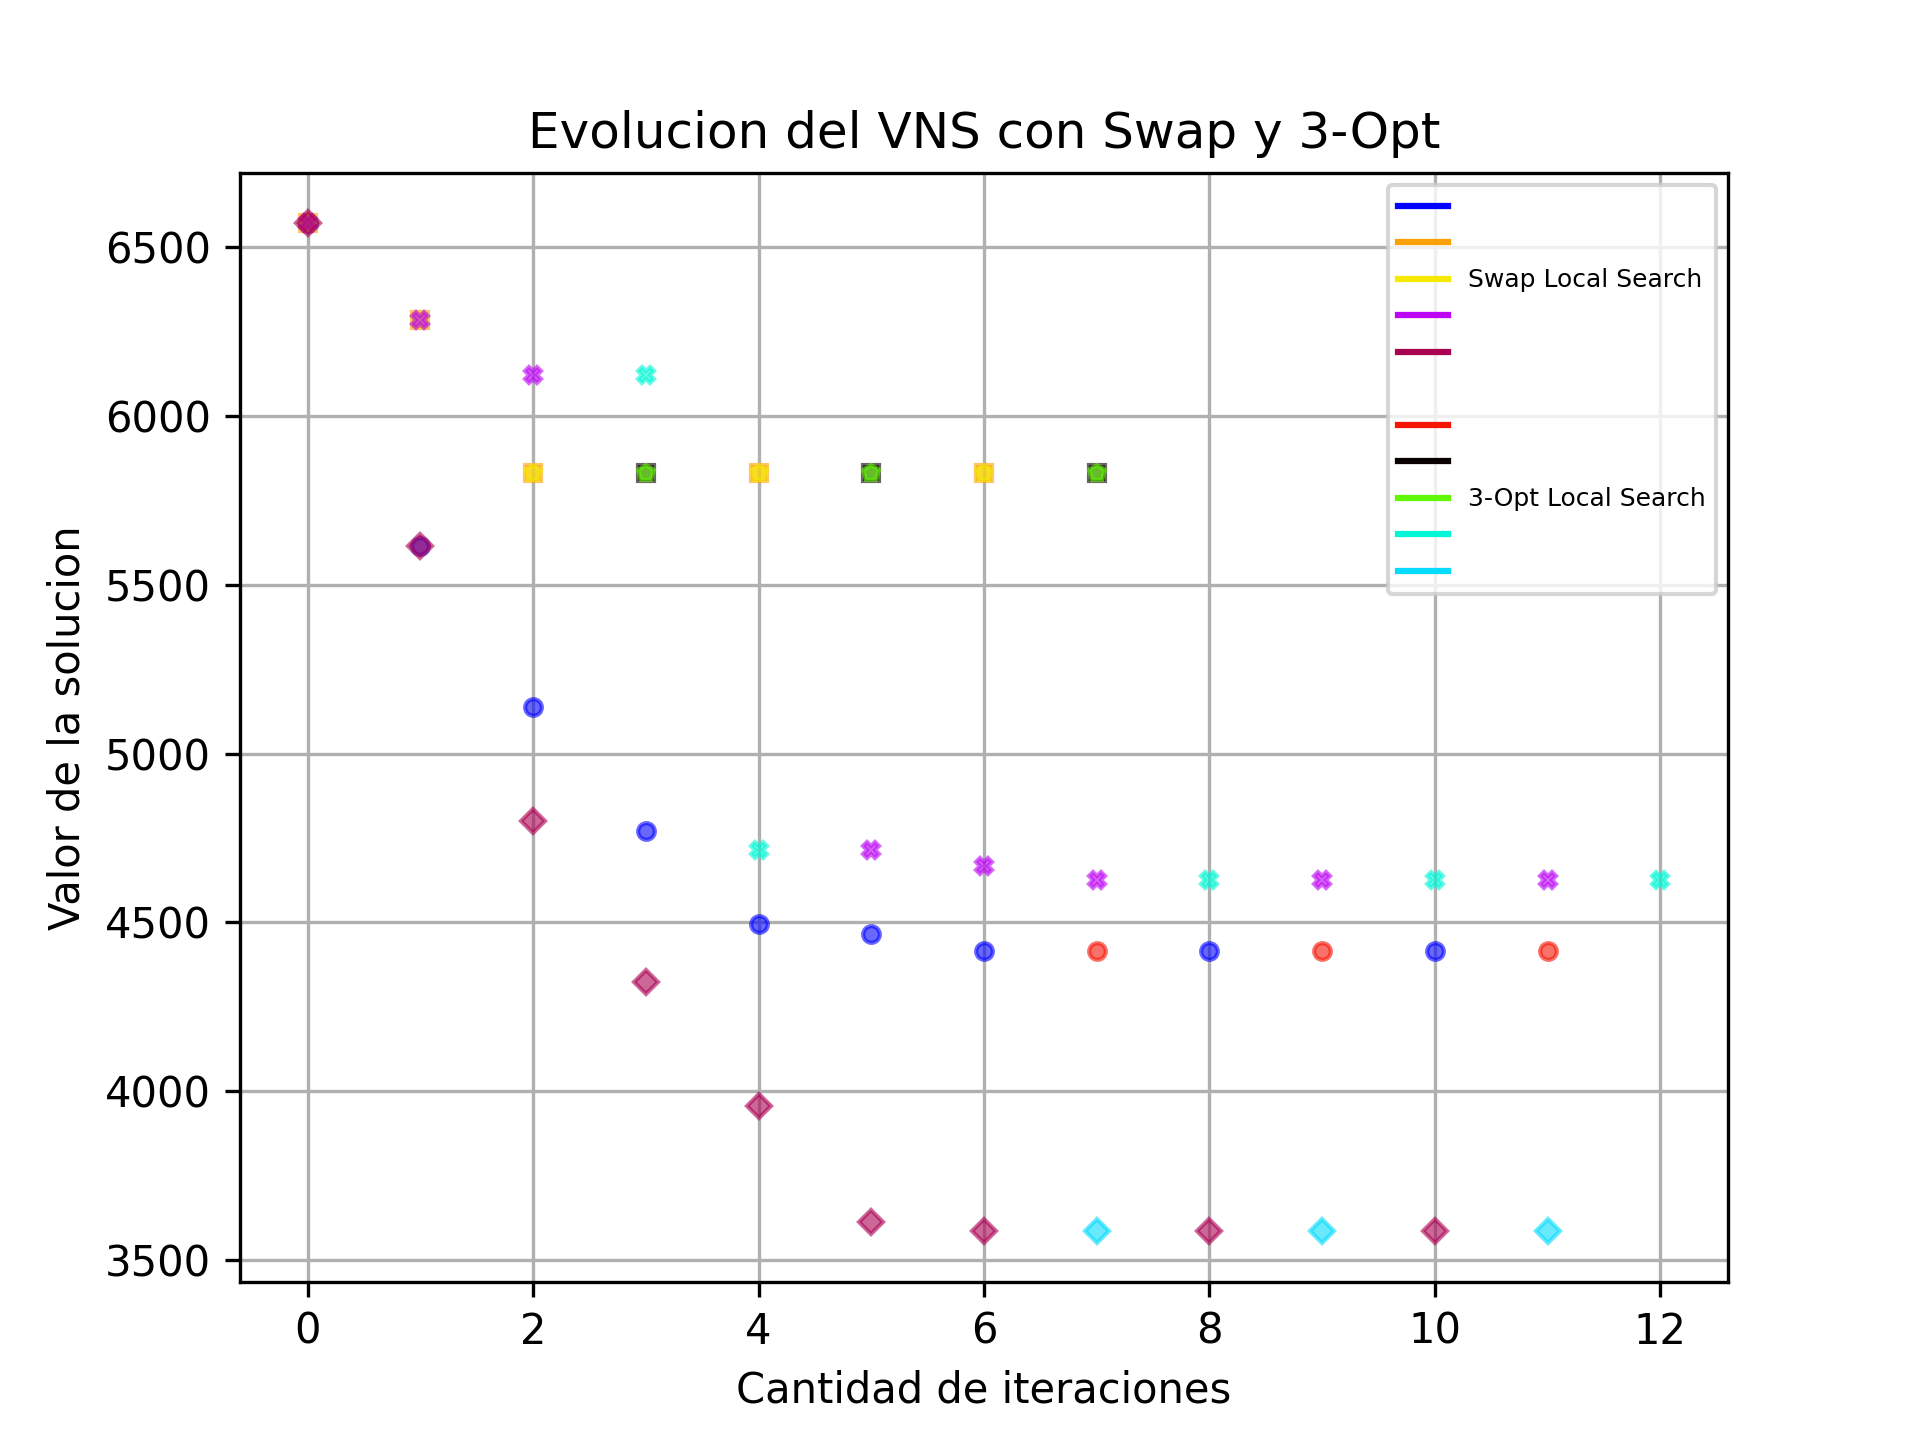 Evolucion del VNS con Swap y 3-Opt
Valor de la solucion
6500
6000
5500
5000
4500
4000
3500
Swap Local Search
3-Opt Local Search
0 2 4 6 8 10 12
Cantidad de iteraciones